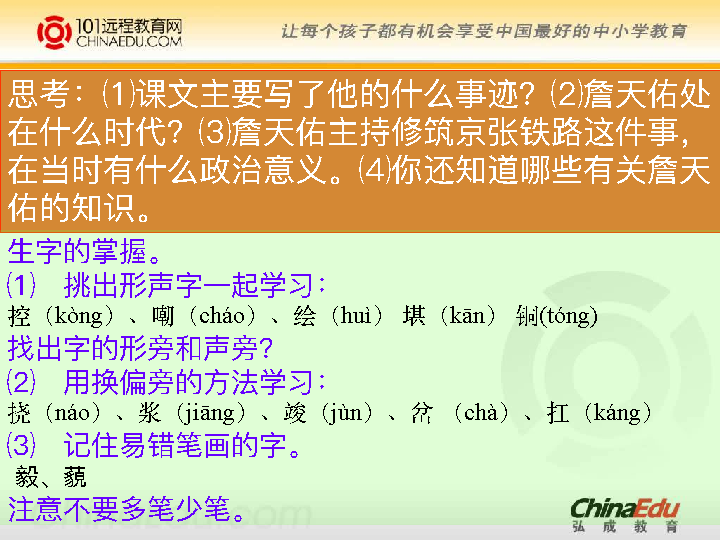 101远程教育网
CHINAEDU.COM
让每个孩子都有机会享受中国最好的中小学教育
思考：⑴课文主要写了他的什么事迹？⑵詹天佑处
在什么时代？⑶詹天佑主持修筑京张铁路这件事，
在当时有什么政治意义。⑷你还知道哪些有关詹天
佑的知识。
生字的掌握。
⑴ 挑出形声字一起学习：
控（kòng）、嘲（cháo）、绘（huì） 堪（kān） 铜(tóng)
找出字的形旁和声旁？
⑵ 用换偏旁的方法学习：
挠（náo）、浆（jiāng）、竣（jùn）、岔 （chà）、扛（káng）
⑶ 记住易错笔画的字。
毅、藐
注意不要多笔少笔。
ChinaEdu
弘成教育